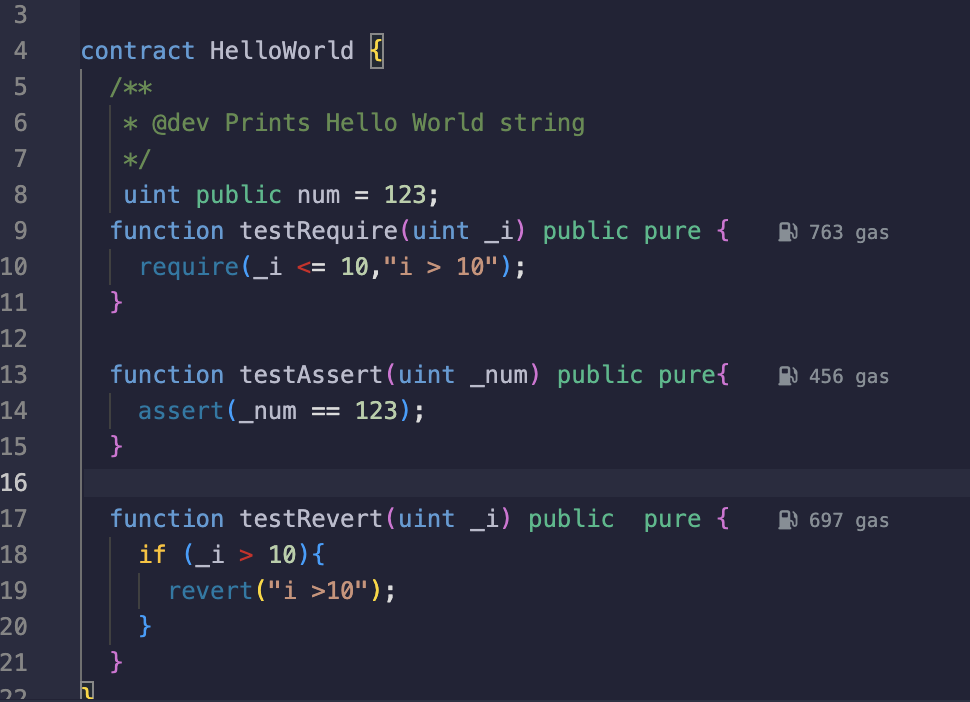 3
4 contract HelloWorld {
5 /**
6 * @dev Prints Hello World string
7 */
8 uint public num = 123;
9 function testRequire(uint _i) public pure { 763 gas
10 require(_i <= 10,"i > 10");
11 }
12
13 function testAssert(uint _num) public pure{ 456 gas
14 assert(_num == 123);
15 }
16
17 function testRevert(uint _i) public  pure { 697 gas
18 if (_i > 10){
19 revert("i >10");
20 }
21 }
22 }